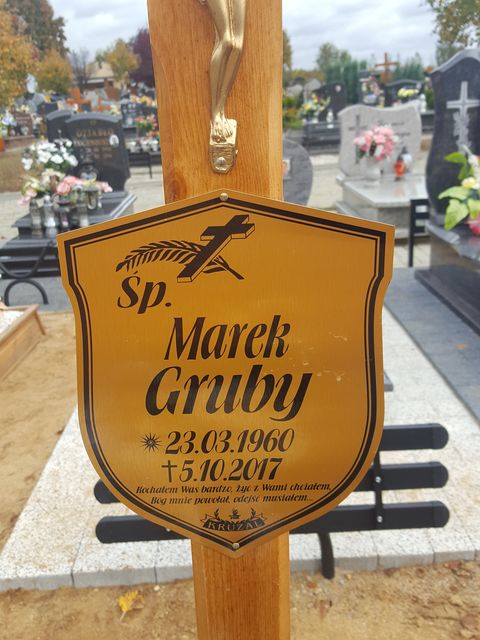 Śp.
Marek
Gruby
23.03.1960
†5.10.2017
Kochałem Was bardzo, żyć z Wami chciałem,
Bóg mnie powołał, odejść musiałem...
KRUŻAL